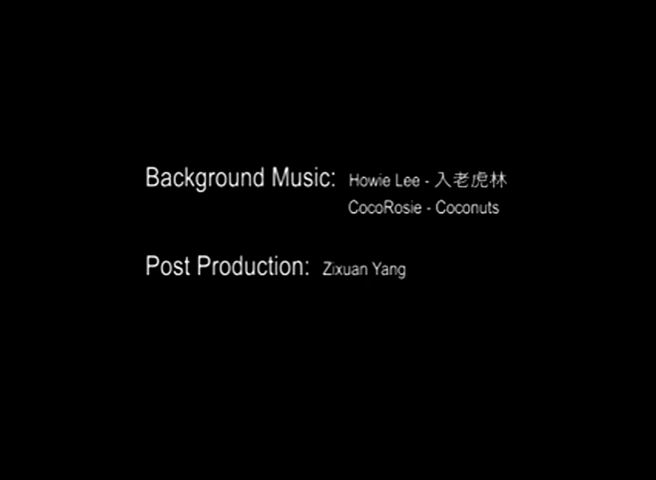 Background Music: Howie Lee - 入老虎林
CocoRosie - Coconuts
Post Production: Zixuan Yang